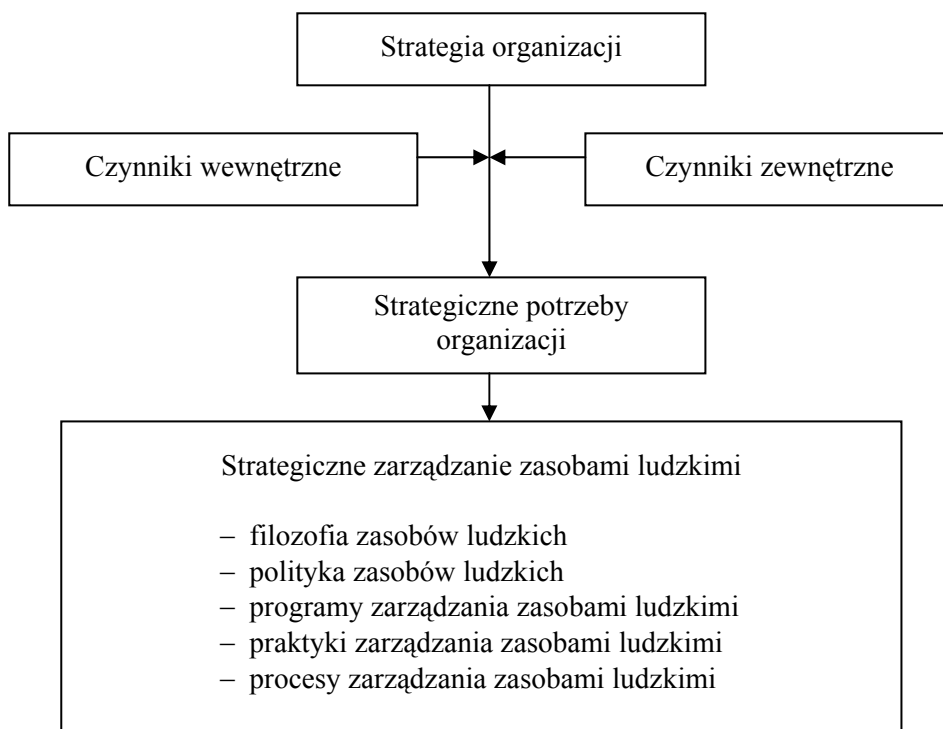 Strategia organizacji
Czynniki wewnętrzne
Czynniki zewnętrzne
Strategiczne potrzeby
organizacji
Strategiczne zarządzanie zasobami ludzkimi
– filozofia zasobów ludzkich
– polityka zasobów ludzkich
– programy zarządzania zasobami ludzkimi
– praktyki zarządzania zasobami ludzkimi
– procesy zarządzania zasobami ludzkimi